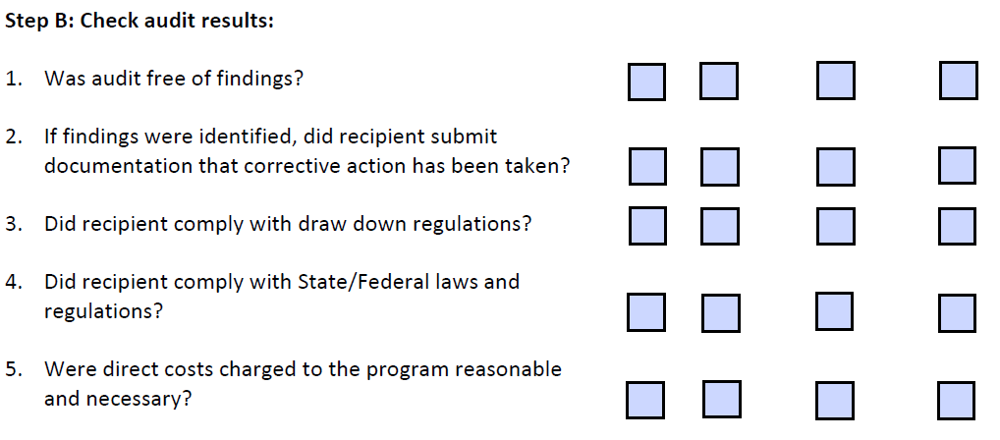 Step B: Check audit results:
1. Was audit free of findings?
2. If findings were identified, did recipient submit
documentation that corrective action has been taken?
3. Did recipient comply with draw down regulations?
4. Did recipient comply with State/Federal laws and
regulations?
5. Were direct costs charged to the program reasonable
and necessary?